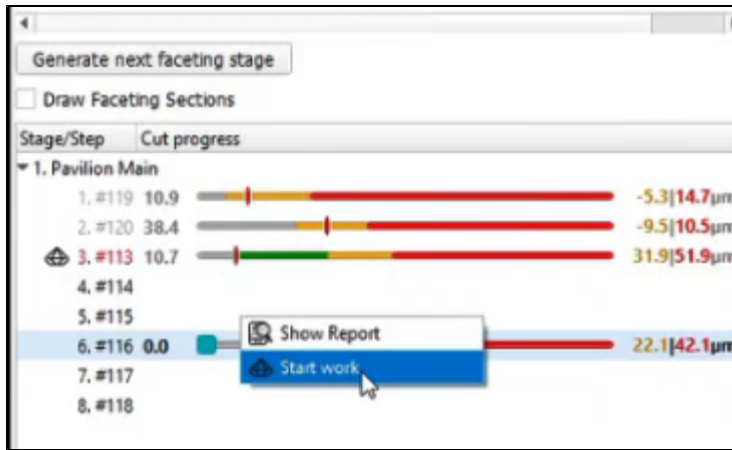 Generate next faceting stage
Draw Faceting Sections
Stage/Step Cut progress
1. Pavilion Main
1. #119 10.9 -5.3|14.7µm
2. #120 38.4 -9.5|10.5µm
3. #113 10.7 31.9|51.9µm
4. #114
5. #115
Show Report
6. #116 0.0 22.1|42.1µm
Start work
7. #117
8. #118